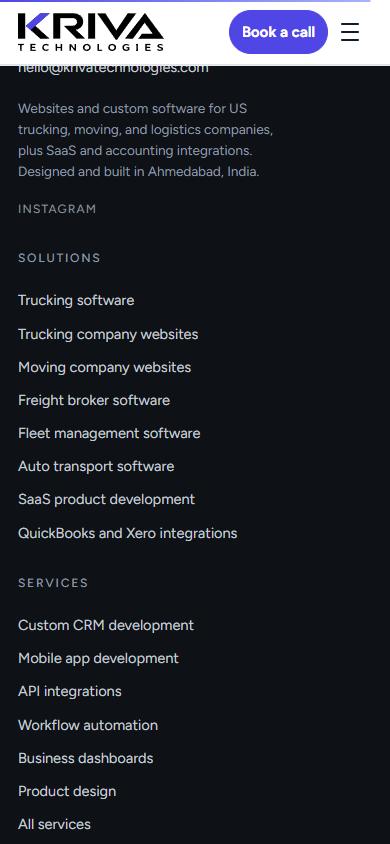 KRIVA
TECHNOLOGIES
Book a call
hello@krivatechnologies.com
Websites and custom software for US
trucking, moving, and logistics companies,
plus SaaS and accounting integrations.
Designed and built in Ahmedabad, India.
INSTAGRAM
SOLUTIONS
Trucking software
Trucking company websites
Moving company websites
Freight broker software
Fleet management software
Auto transport software
SaaS product development
QuickBooks and Xero integrations
SERVICES
Custom CRM development
Mobile app development
API integrations
Workflow automation
Business dashboards
Product design
All services